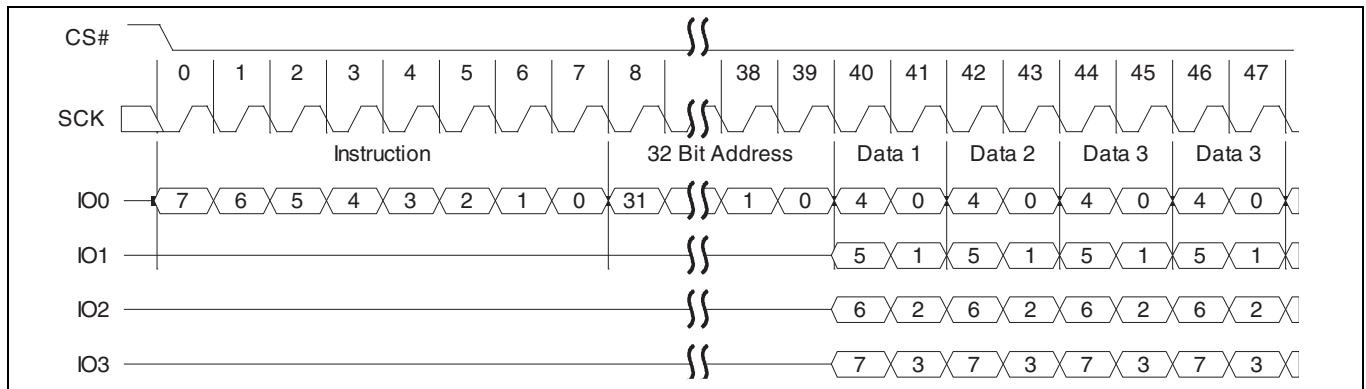 CS#
0 1 2 3 4 5 6 7 8 38 39 40 41 42 43 44 45 46 47
SCK
Instruction 32 Bit Address Data 1 Data 2 Data 3 Data 3
IO0 7 6 5 4 3 2 1 0 31 1 0 4 0 4 0 4 0 4 0
IO1 5 1 5 1 5 1 5 1
IO2 6 2 6 2 6 2 6 2
IO3 7 3 7 3 7 3 7 3